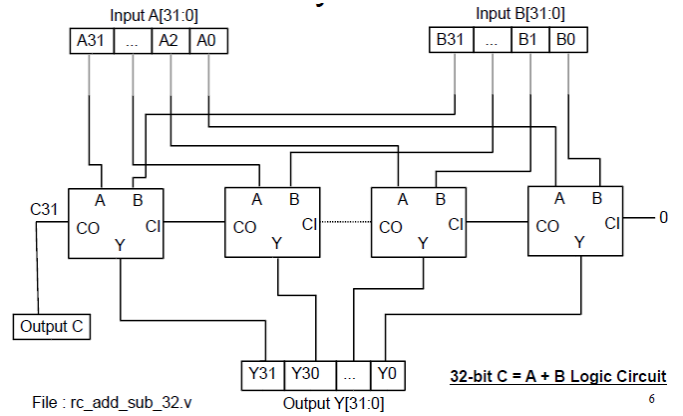 Input A[31:0] Input B[31:0]
A31 ... A2 A0 B31 ... B1 B0
A B A B A B A B
C31 CO CI CO CI CO CI CO CI 0
Y Y Y Y
Output C
Y31 Y30 ... Y0
32-bit C = A + B Logic Circuit
File : rc_add_sub_32.v Output Y[31:0] 6